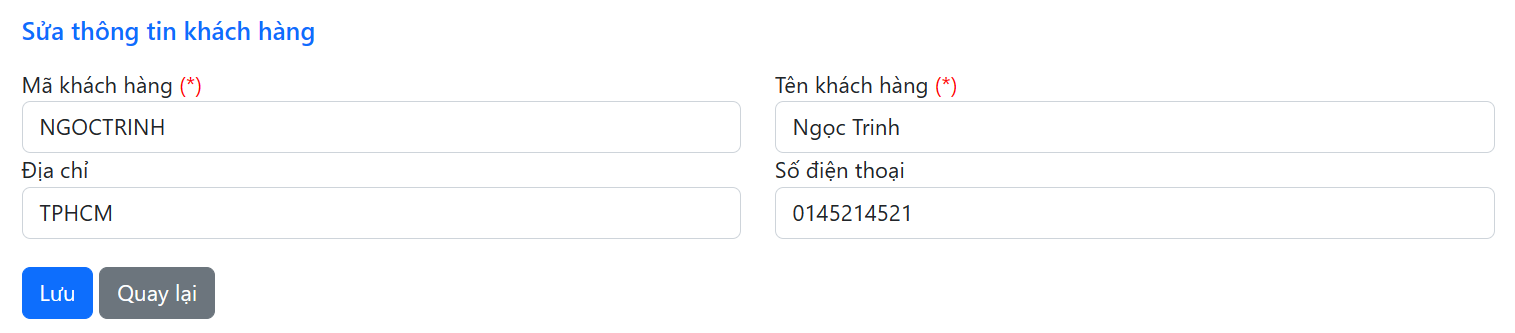 Sửa thông tin khách hàng
Mã khách hàng (*)
Tên khách hàng (*)
NGOCTRINH
Ngọc Trinh
Địa chỉ
Số điện thoại
TPHCM
0145214521
Lưu
Quay lại